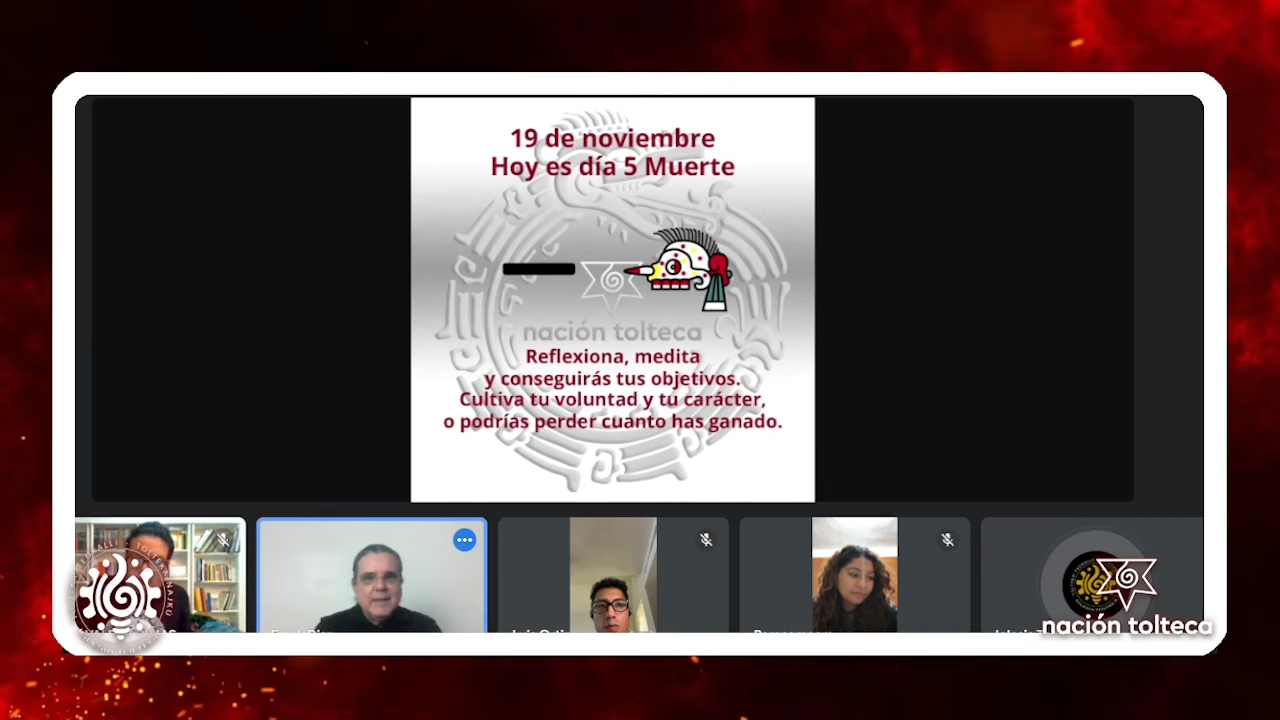 19 de noviembre
Hoy es día 5 Muerte
nación tolteca
Reflexiona, medita
y conseguirás tus objetivos.
Cultiva tu voluntad y tu carácter,
o podrías perder cuanto has ganado.
nación tolteca